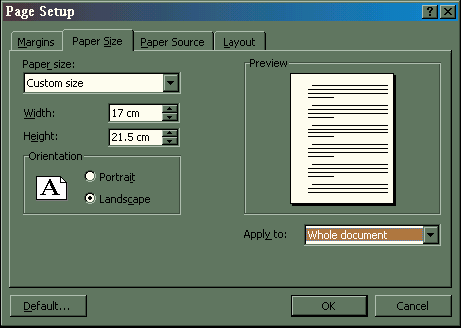 Page Setup
Margins Paper Size Paper Source Layout
Paper size:
Custom size
Width: 17 cm
Height: 21.5 cm
Orientation
A
Portrait
Landscape
Preview
Apply to: Whole document
Default... OK Cancel